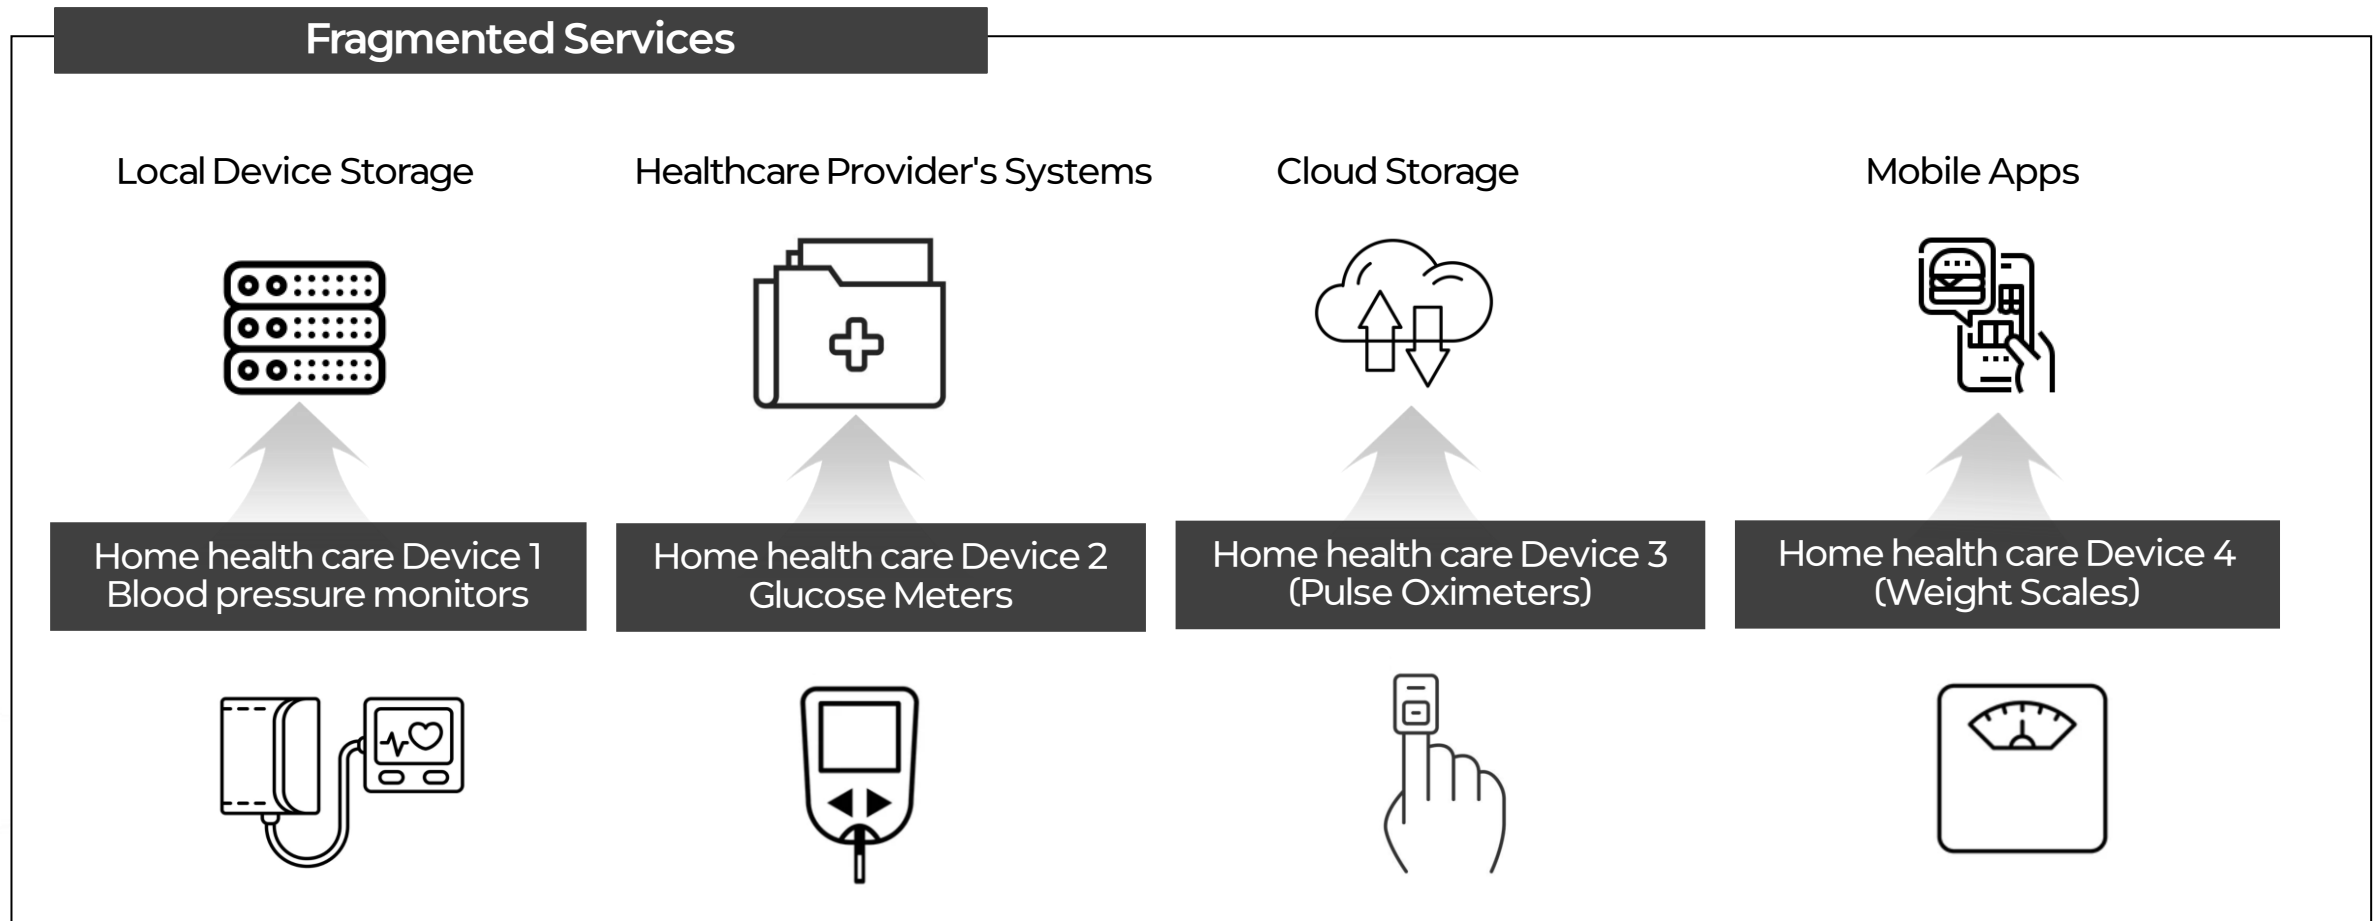 Fragmented Services
Local Device Storage
Healthcare Provider's Systems
Cloud Storage
Mobile Apps
Home health care Device 1
Blood pressure monitors
Home health care Device 2
Glucose Meters
Home health care Device 3
(Pulse Oximeters)
Home health care Device 4
(Weight Scales)